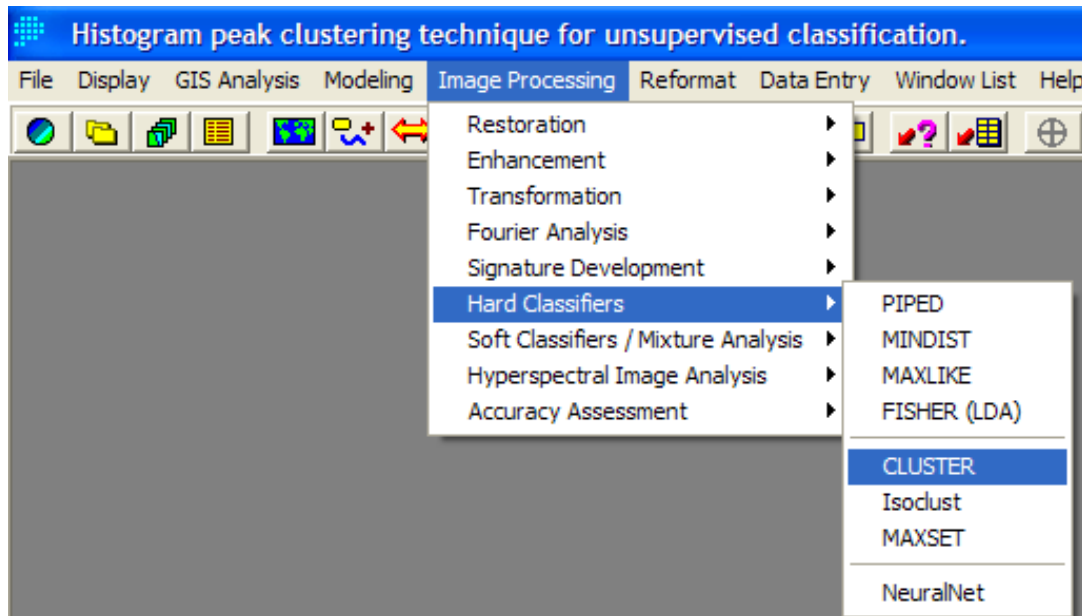 Histogram peak clustering technique for unsupervised classification.
File Display GIS Analysis Modeling Image Processing Reformat Data Entry Window List Help
Restoration
Enhancement
Transformation
Fourier Analysis
Signature Development
Hard Classifiers
Soft Classifiers / Mixture Analysis
Hyperspectral Image Analysis
Accuracy Assessment
PIPED
MINDIST
MAXLIKE
FISHER (LDA)
CLUSTER
Isoclust
MAXSET
NeuralNet